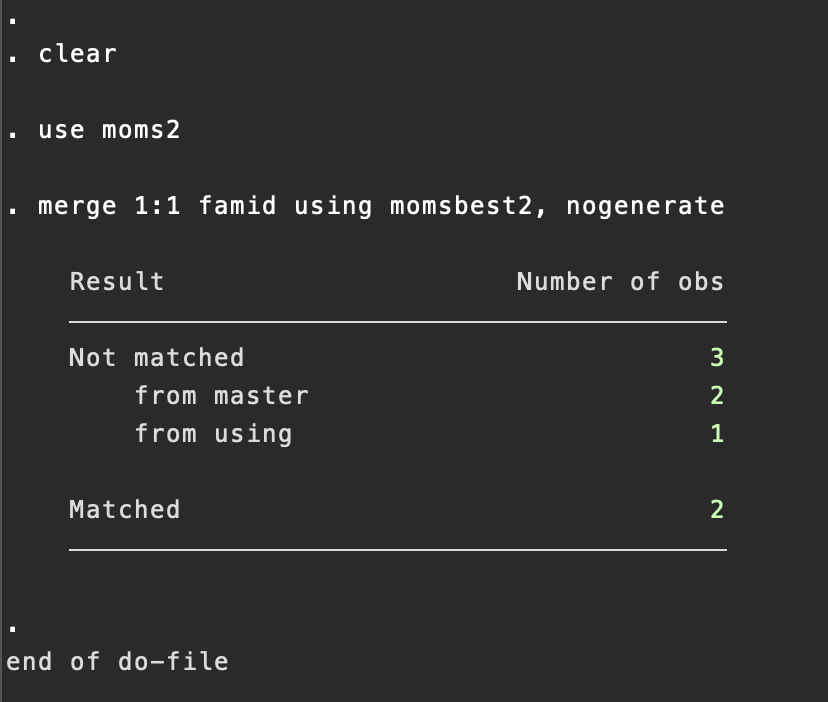 .
. clear
. use moms2
. merge 1:1 famid using momsbest2, nogenerate
Result Number of obs
Not matched 3
from master 2
from using 1
Matched 2
.
end of do-file